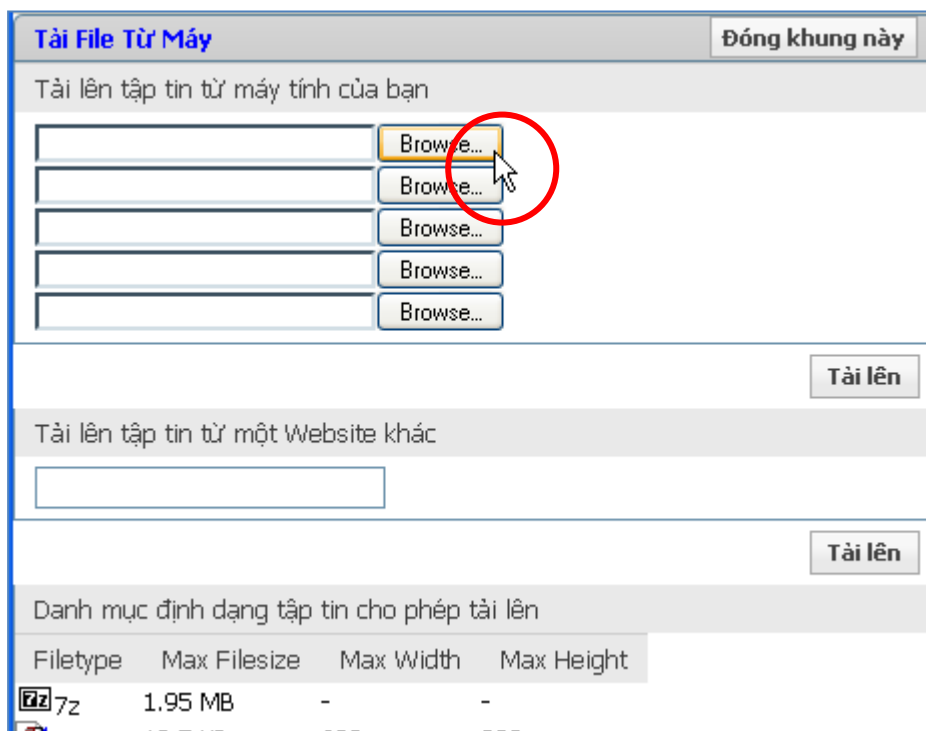 Tải File Từ Máy Đóng khung này
Tải lên tập tin từ máy tính của bạn
Browse...
Browse...
Browse...
Browse...
Browse...
Tải lên
Tải lên tập tin từ một Website khác
Tải lên
Danh mục định dạng tập tin cho phép tải lên
Filetype Max Filesize Max Width Max Height
7z 7z 1.95 MB - -